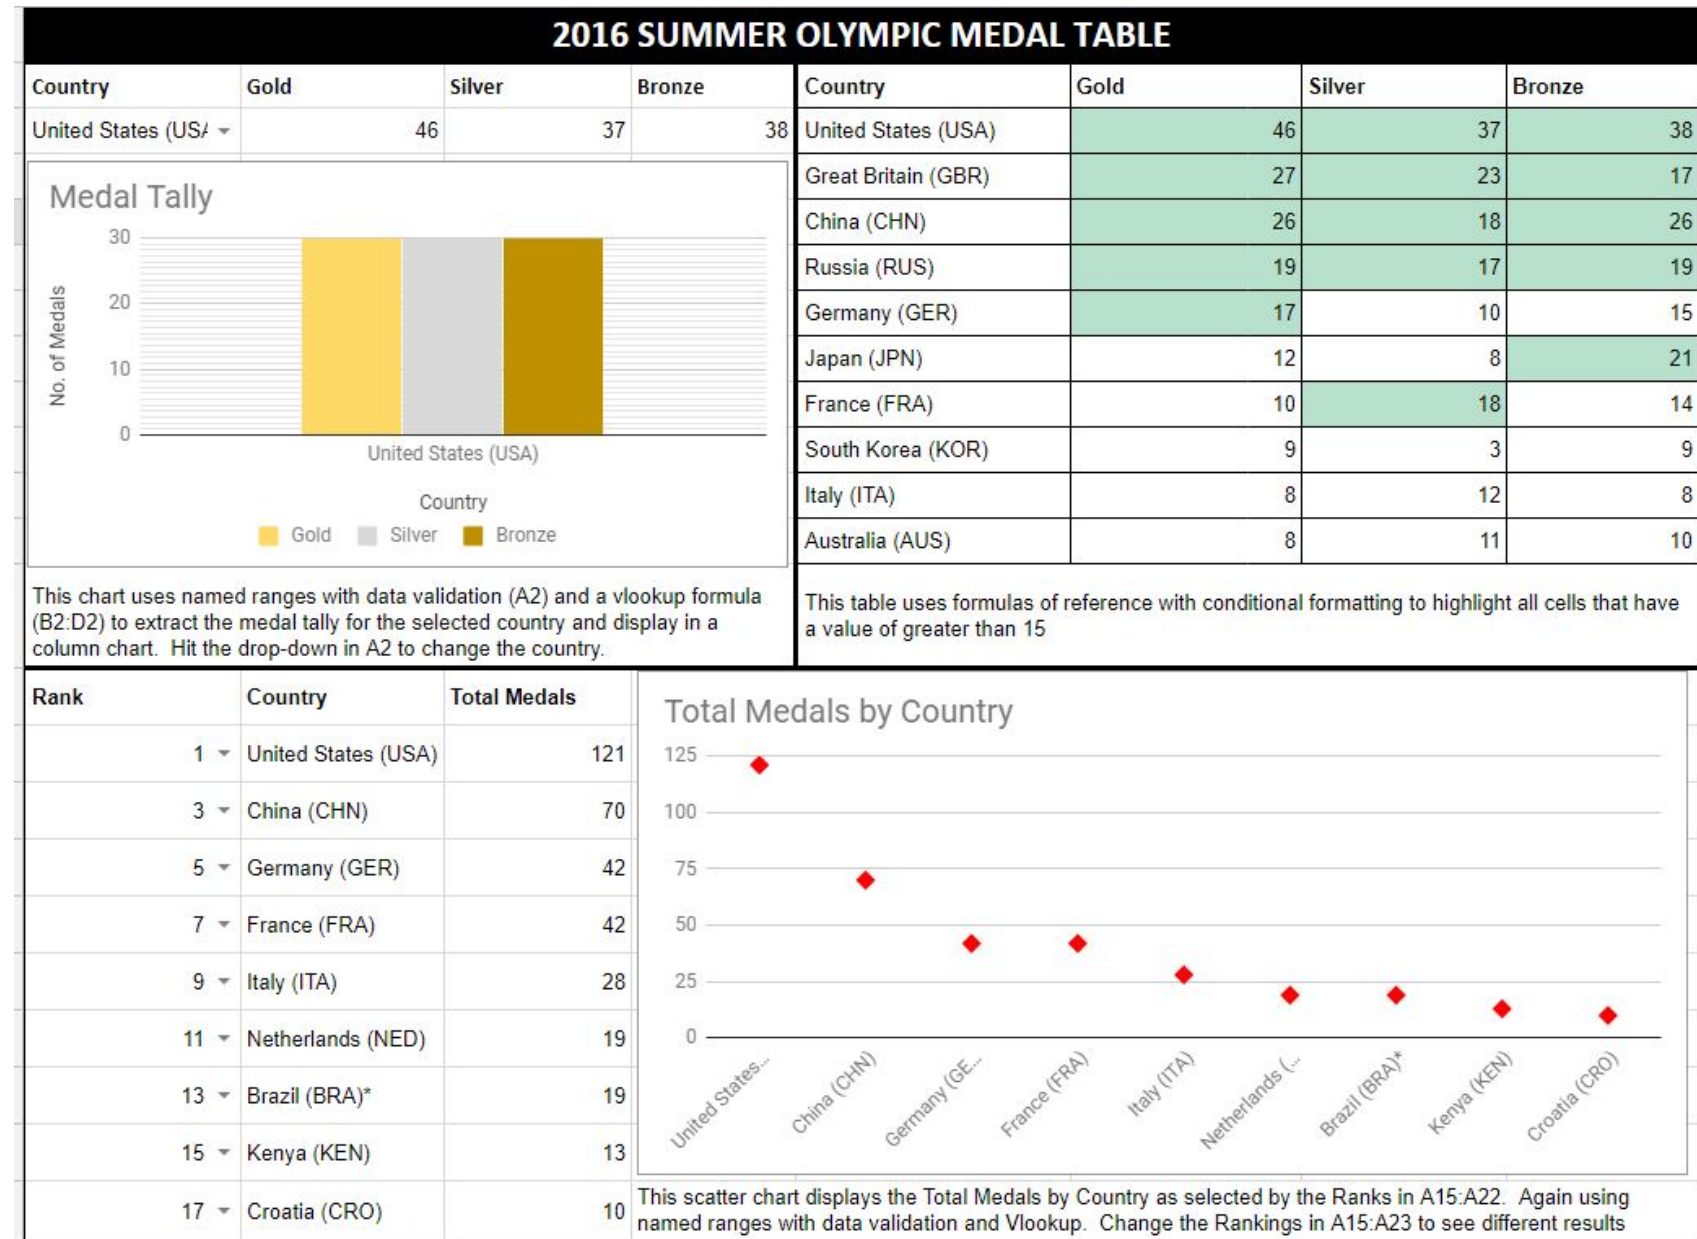 2016 SUMMER OLYMPIC MEDAL TABLE
Country Gold Silver Bronze
United States (USA 46 37 38
Medal Tally
30
20
10
0
No. of Medals
United States (USA)
Country
Gold Silver Bronze
This chart uses named ranges with data validation (A2) and a vlookup formula
(B2:D2) to extract the medal tally for the selected country and display in a
column chart. Hit the drop-down in A2 to change the country.
Country Gold Silver Bronze
United States (USA) 46 37 38
Great Britain (GBR) 27 23 17
China (CHN) 26 18 26
Russia (RUS) 19 17 19
Germany (GER) 17 10 15
Japan (JPN) 12 8 21
France (FRA) 10 18 14
South Korea (KOR) 9 3 9
Italy (ITA) 8 12 8
Australia (AUS) 8 11 10
This table uses formulas of reference with conditional formatting to highlight all cells that have
a value of greater than 15
Rank Country Total Medals
1 United States (USA) 121
3 China (CHN) 70
5 Germany (GER) 42
7 France (FRA) 42
9 Italy (ITA) 28
11 Netherlands (NED) 19
13 Brazil (BRA)* 19
15 Kenya (KEN) 13
17 Croatia (CRO) 10
Total Medals by Country
125
100
75
50
25
0
United States...
China (CHN)
Germany (GE...
France (FRA)
Italy (ITA)
Netherlands (...
Brazil (BRA)*
Kenya (KEN)
Croatia (CRO)
This scatter chart displays the Total Medals by Country as selected by the Ranks in A15:A22. Again using
named ranges with data validation and Vlookup. Change the Rankings in A15:A23 to see different results